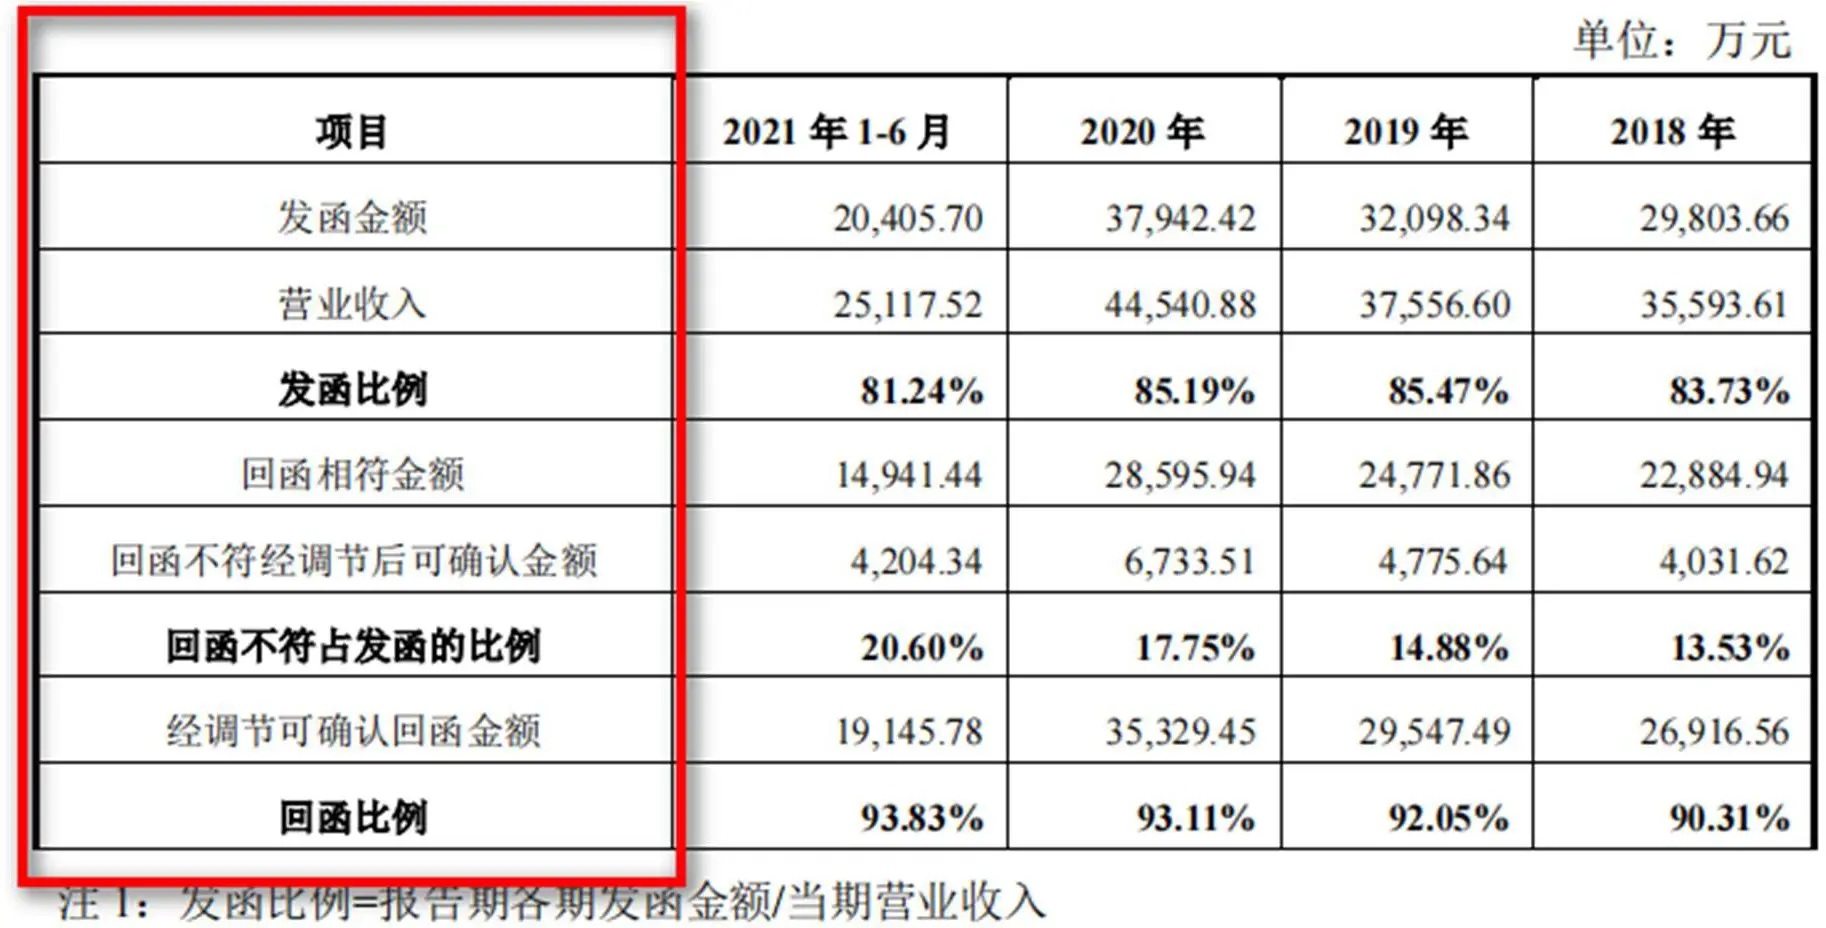 单位：万元
项目 2021 年 1-6 月 2020 年 2019 年 2018 年
发函金额 20,405.70 37,942.42 32,098.34 29,803.66
营业收入 25,117.52 44,540.88 37,556.60 35,593.61
发函比例 81.24% 85.19% 85.47% 83.73%
回函相符金额 14,941.44 28,595.94 24,771.86 22,884.94
回函不符经调节后可确认金额 4,204.34 6,733.51 4,775.64 4,031.62
回函不符占发函的比例 20.60% 17.75% 14.88% 13.53%
经调节可确认回函金额 19,145.78 35,329.45 29,547.49 26,916.56
回函比例 93.83% 93.11% 92.05% 90.31%
注 1：发函比例=报告期各期发函金额/当期营业收入